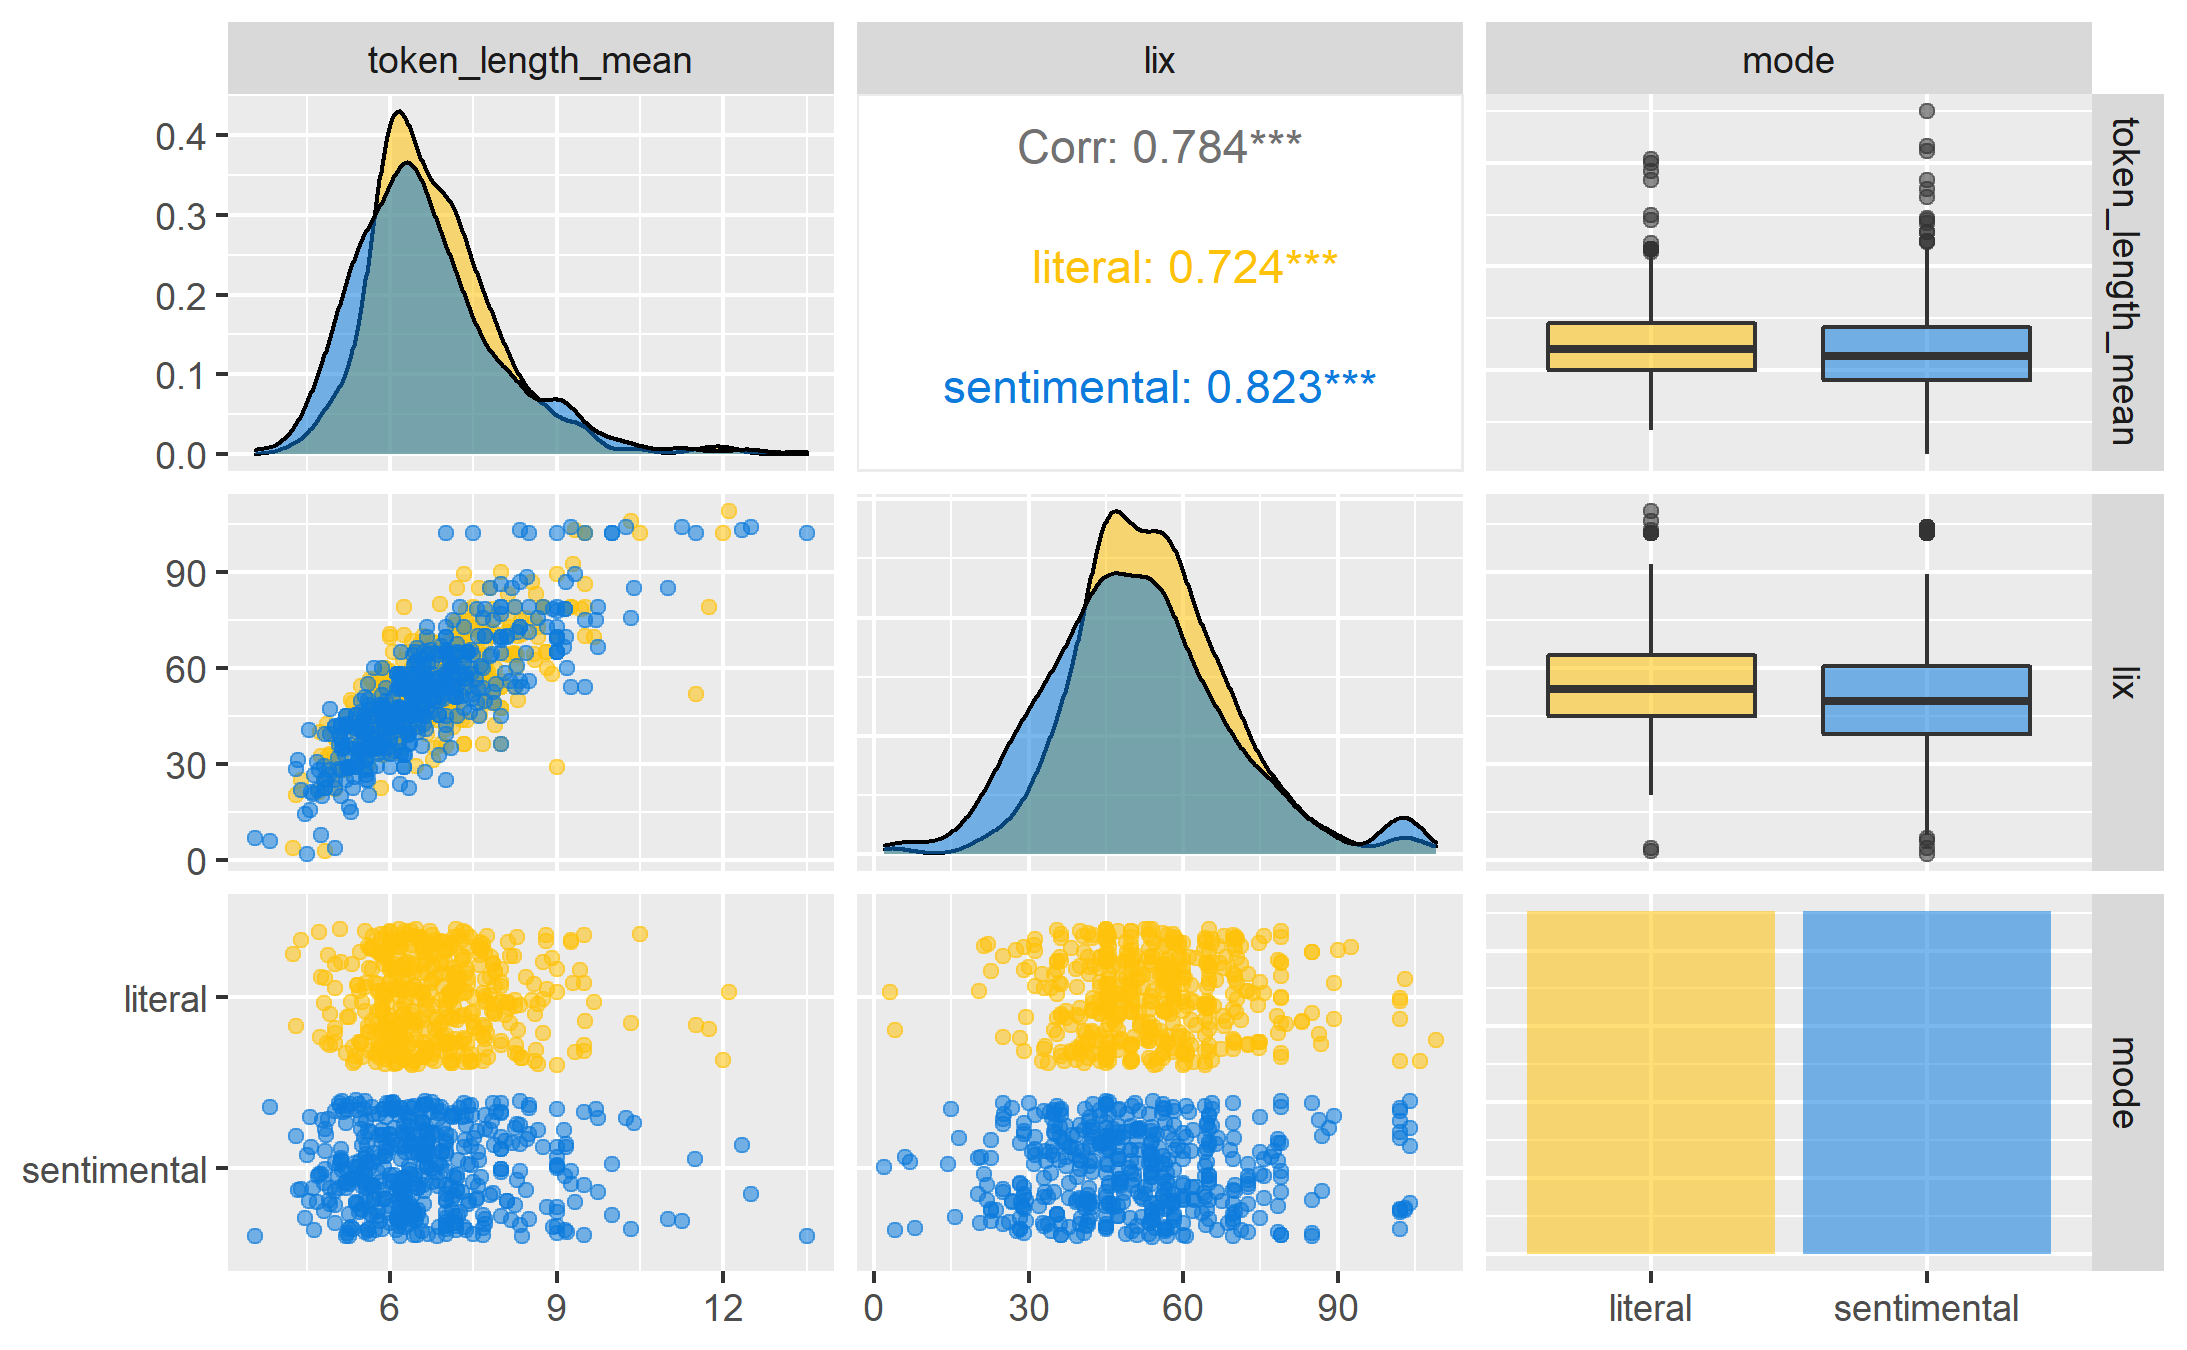 token_length_mean
lix
mode
0.4
0.3
0.2
0.1
0.0
Corr: 0.784***
literal: 0.724***
sentimental: 0.823***
token_length_mean
90
60
30
0
lix
literal
sentimental
mode
6
9
12
0
30
60
90
literal
sentimental